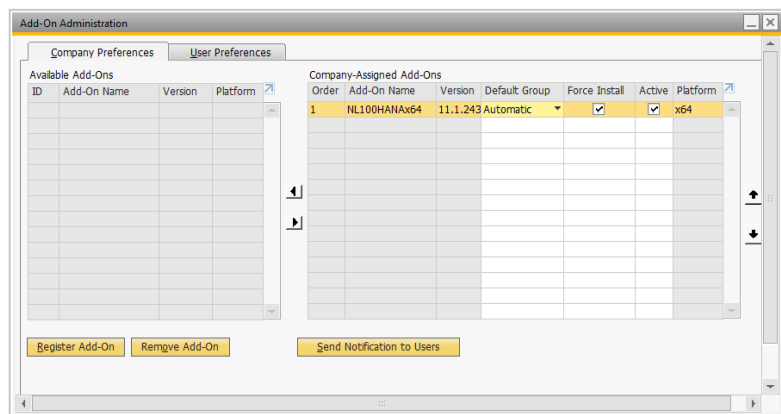 Add-On Administration
Company Preferences
User Preferences
Available Add-Ons
ID Add-On Name Version Platform
Company-Assigned Add-Ons
Order Add-On Name Version Default Group Force Install Active Platform
1 NL100HANAx64 11.1.243 Automatic x64
Register Add-On
Remove Add-On
Send Notification to Users